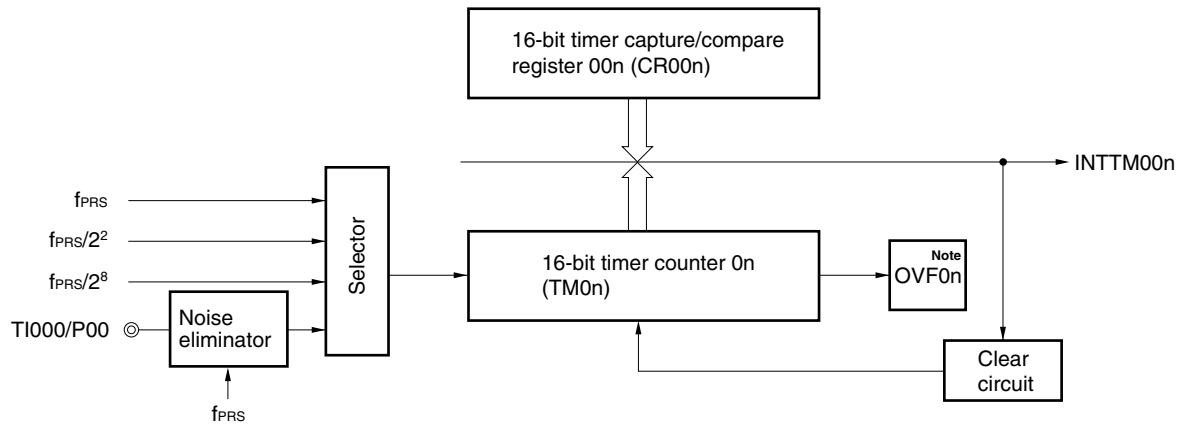 16-bit timer capture/compare
register 00n (CR00n)
INTTM00n
fPRS
fPRS/2²
fPRS/2⁸
TI000/P00
Noise
eliminator
fPRS
Selector
16-bit timer counter 0n
(TM0n)
Note
OVF0n
Clear
circuit